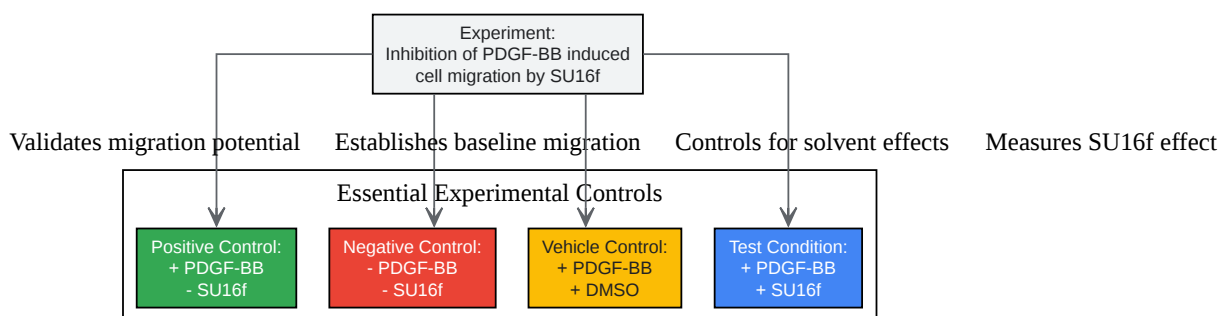 Experiment:
Inhibition of PDGF-BB induced
cell migration by SU16f
Validates migration potential
Establishes baseline migration
Controls for solvent effects
Measures SU16f effect
Essential Experimental Controls
Positive Control:
+ PDGF-BB
- SU16f
Negative Control:
- PDGF-BB
- SU16f
Vehicle Control:
+ PDGF-BB
+ DMSO
Test Condition:
+ PDGF-BB
+ SU16f